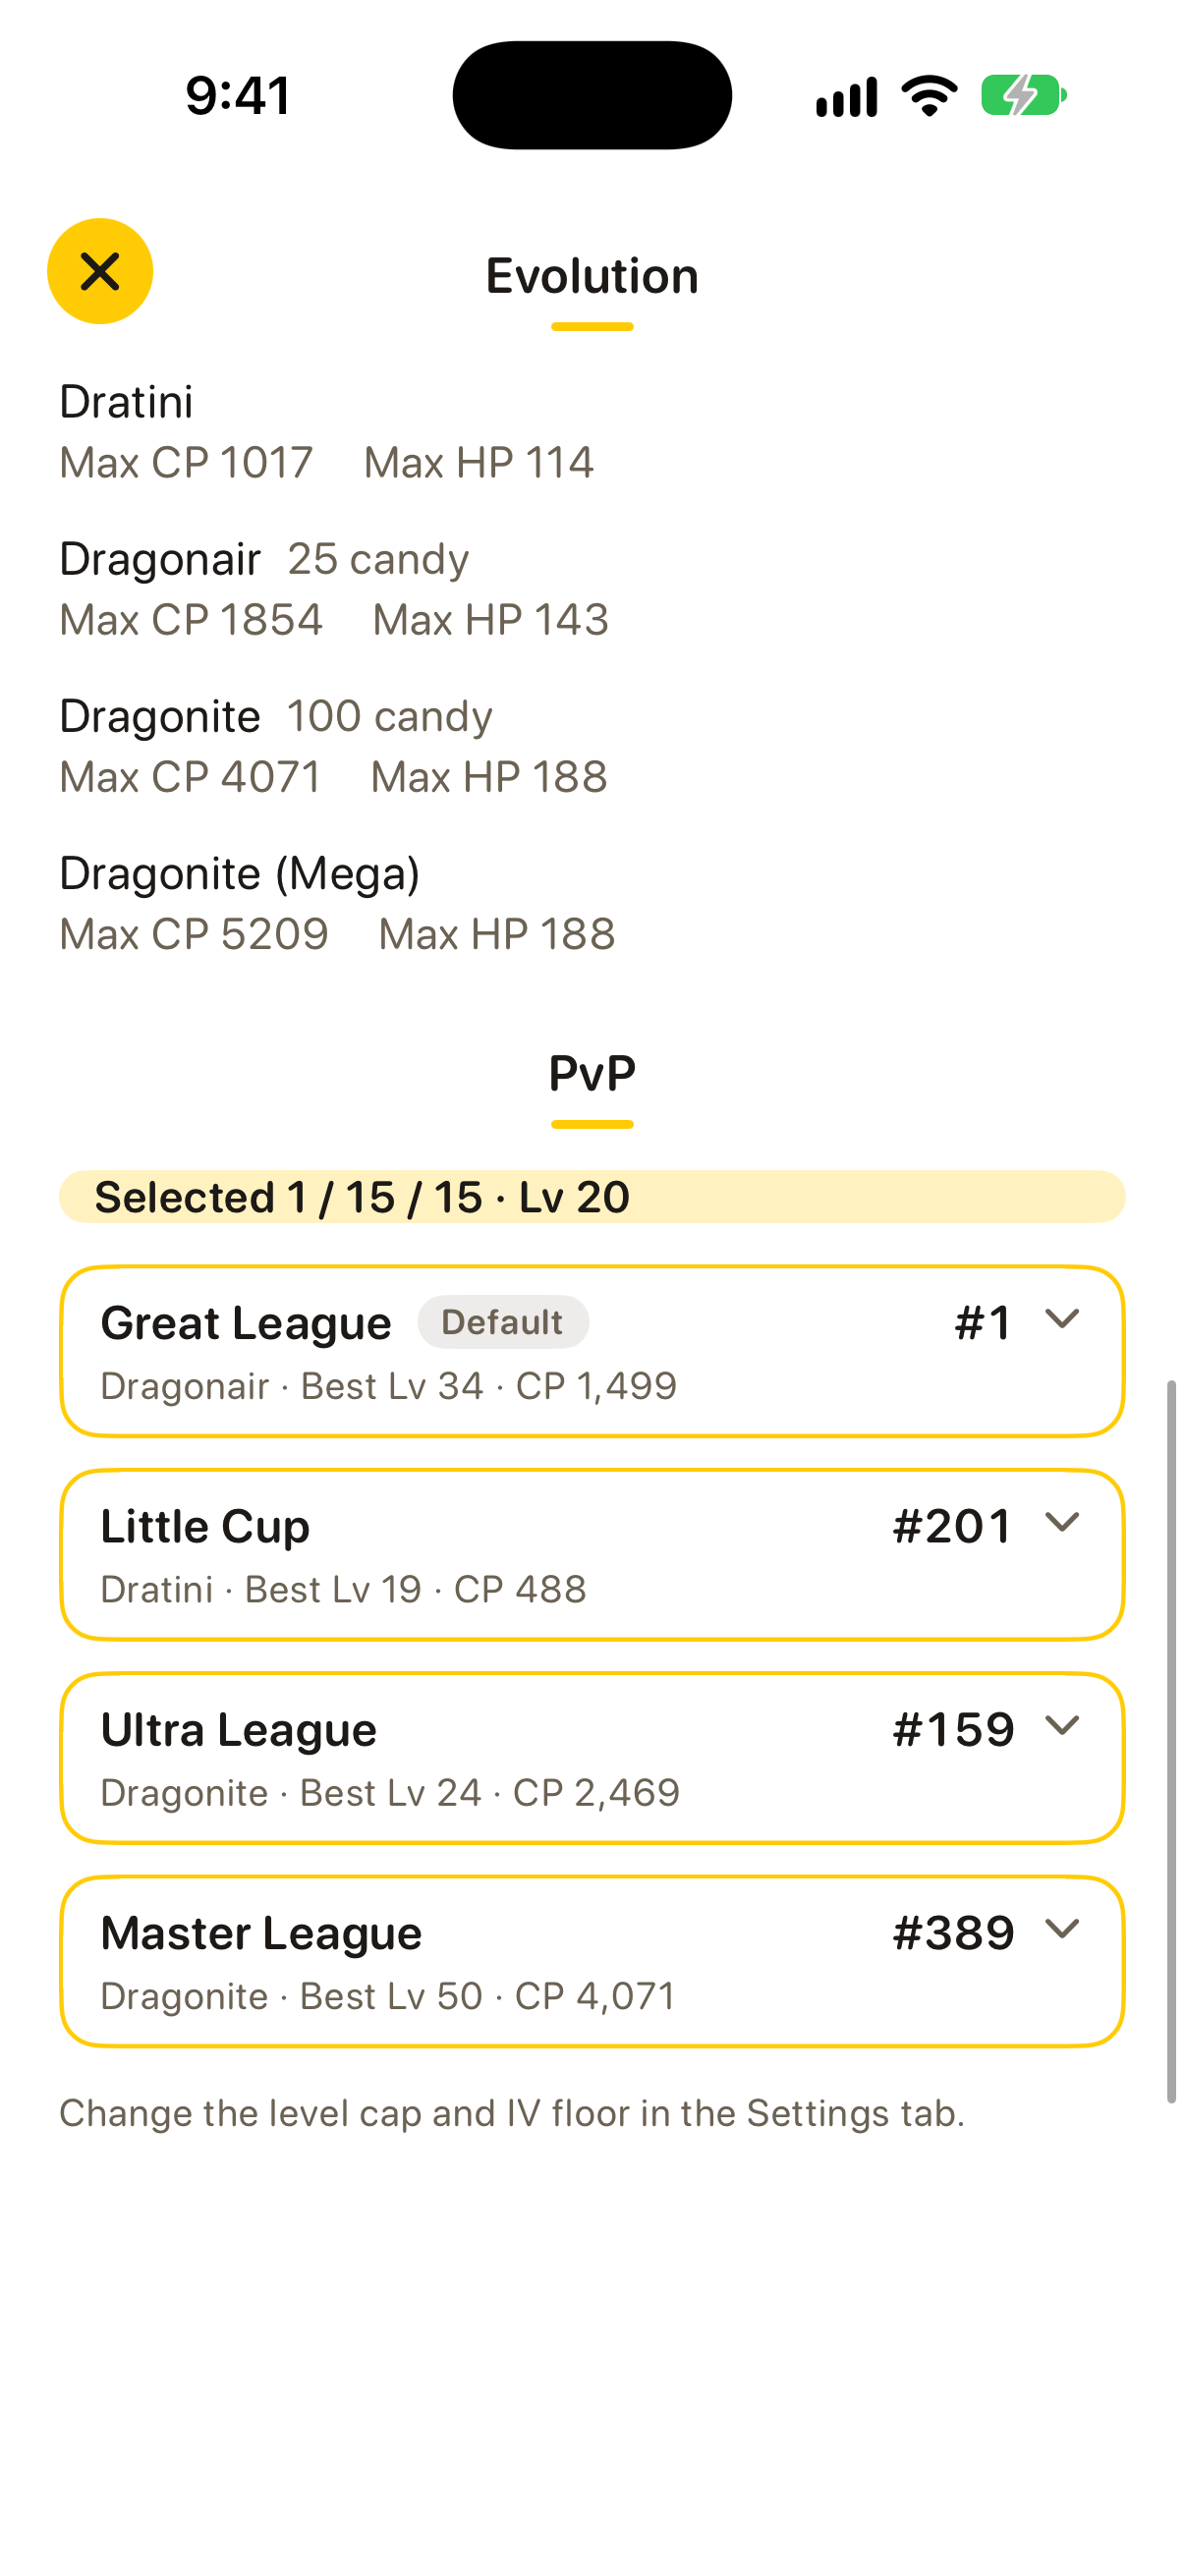 9:41
Evolution
Dratini
Max CP 1017 Max HP 114
Dragonair 25 candy
Max CP 1854 Max HP 143
Dragonite 100 candy
Max CP 4071 Max HP 188
Dragonite (Mega)
Max CP 5209 Max HP 188
PvP
Selected 1 / 15 / 15 · Lv 20
Great League Default #1
Dragonair · Best Lv 34 · CP 1,499
Little Cup #201
Dratini · Best Lv 19 · CP 488
Ultra League #159
Dragonite · Best Lv 24 · CP 2,469
Master League #389
Dragonite · Best Lv 50 · CP 4,071
Change the level cap and IV floor in the Settings tab.